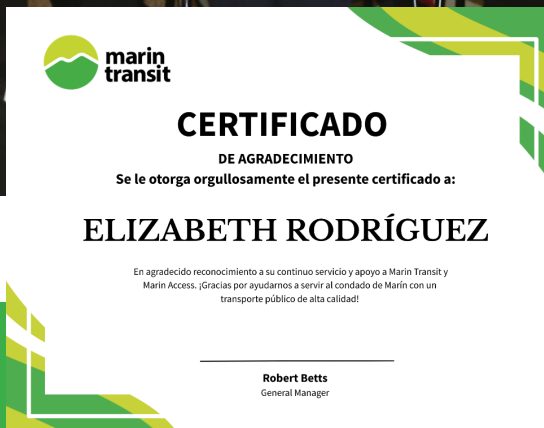 marin
transit
CERTIFICADO
DE AGRADECIMIENTO
Se le otorga orgullosamente el presente certificado a:
ELIZABETH RODRÍGUEZ
En agradecido reconocimiento a su continuo servicio y apoyo a Marin Transit y
Marin Access. ¡Gracias por ayudarnos a servir al condado de Marín con un
transporte público de alta calidad!
Robert Betts
General Manager